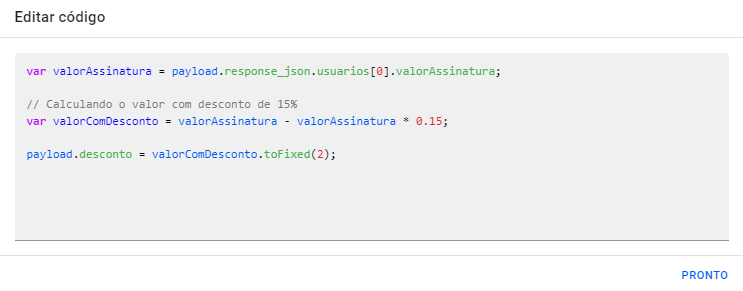 Editar código
var valorAssinatura = payload.response_json.usuarios[0].valorAssinatura;
// Calculando o valor com desconto de 15%
var valorComDesconto = valorAssinatura - valorAssinatura * 0.15;
payload.desconto = valorComDesconto.toFixed(2);
PRONTO